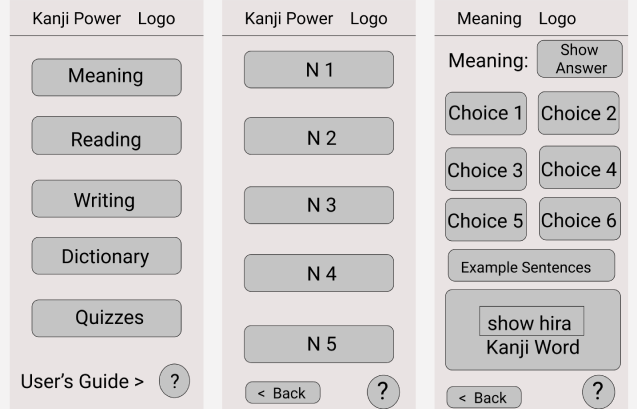 Kanji Power Logo
Meaning
Reading
Writing
Dictionary
Quizzes
User's Guide > ?
Kanji Power Logo
N 1
N 2
N 3
N 4
N 5
< Back ?
Meaning Logo
Meaning:
Show
Answer
Choice 1 Choice 2
Choice 3 Choice 4
Choice 5 Choice 6
Example Sentences
show hira
Kanji Word
< Back ?